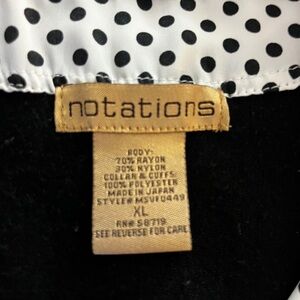 notations
BODY:
70% RAYON
30% NYLON
COLLAR & CUFFS:
100% POLYESTER
MADE IN JAPAN
STYLE# MSVF0449
XL
RN# 58719
SEE REVERSE FOR CARE